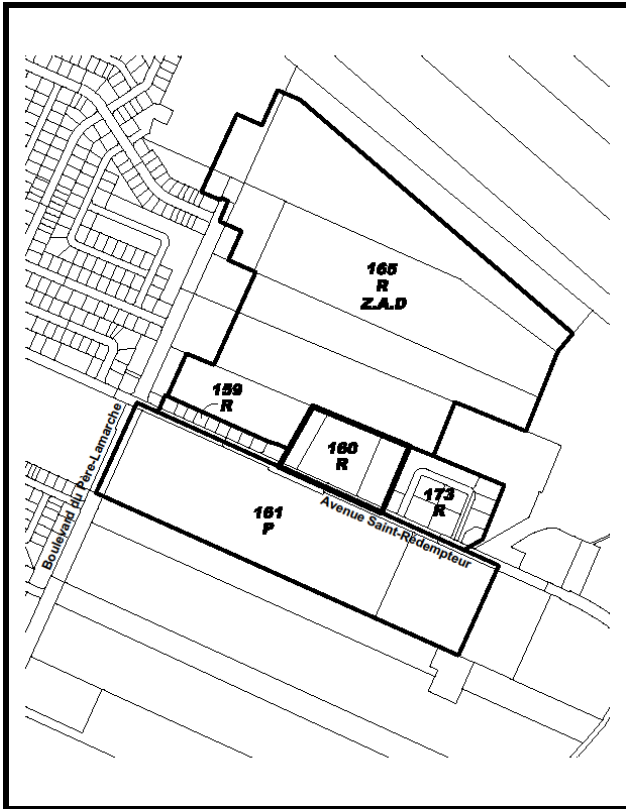 165
R
Z.A.D
159
R
160
R
173
R
161
P
Boulevard du Père-Lamarche
Avenue Saint-Rédempteur